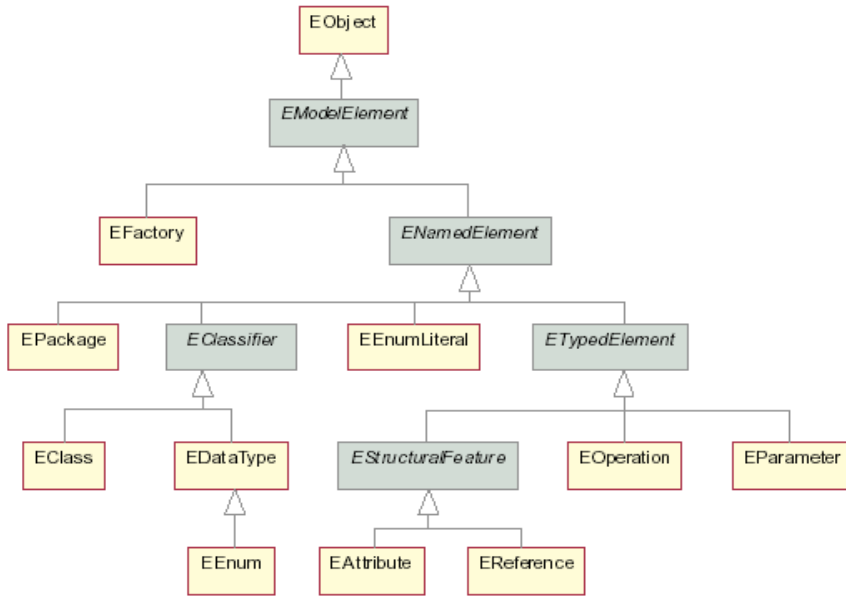 EObject
EModelElement
EFactory
ENamedElement
EPackage
EClassifier
EEnumLiteral
ETypedElement
EClass
EDataType
EStructuralFeature
EOperation
EParameter
EEnum
EAttribute
EReference